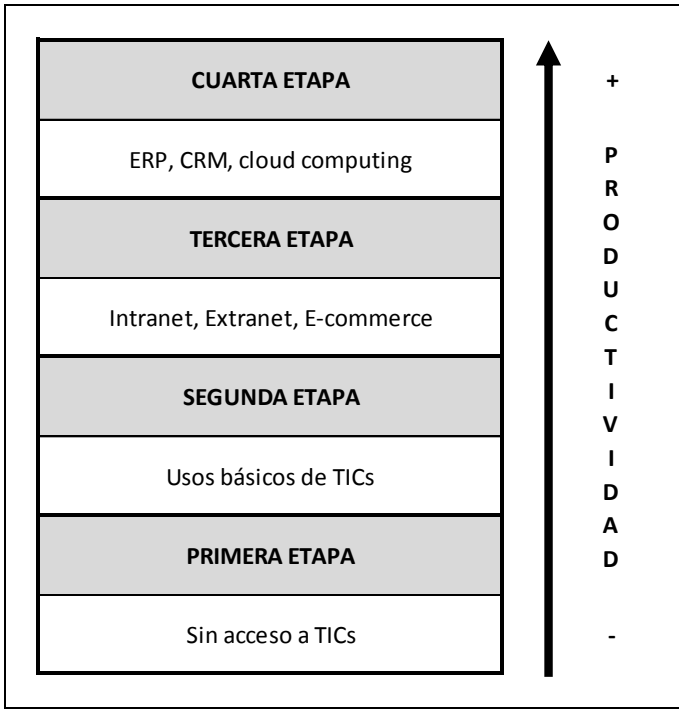 CUARTA ETAPA
ERP, CRM, cloud computing
TERCERA ETAPA
Intranet, Extranet, E-commerce
SEGUNDA ETAPA
Usos básicos de TICs
PRIMERA ETAPA
Sin acceso a TICs
+
P
R
O
D
U
C
T
I
V
I
D
A
D
-